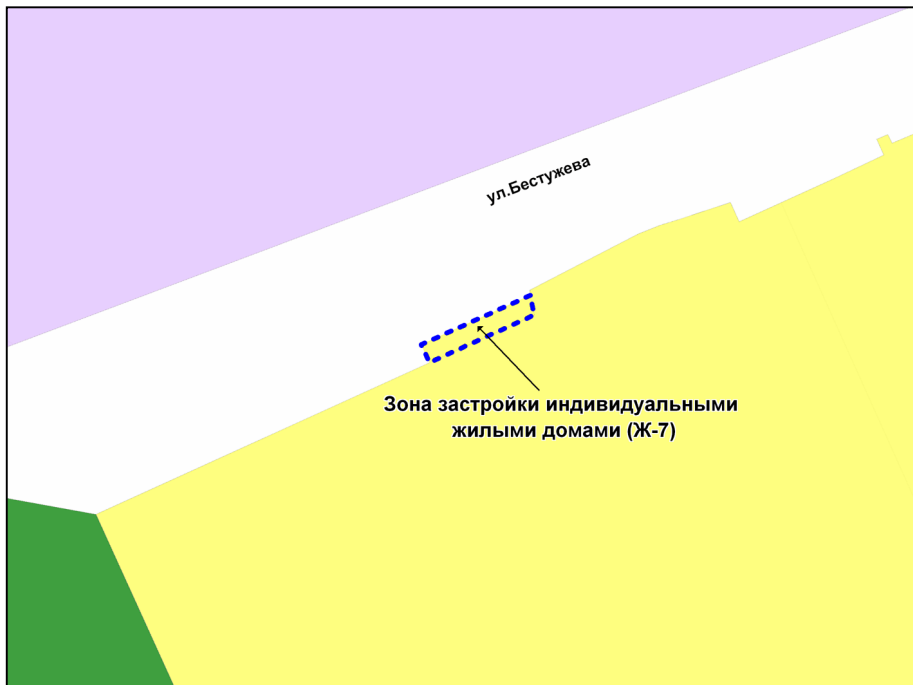 ул.Бестужева
Зона застройки индивидуальными
жилыми домами (Ж-7)